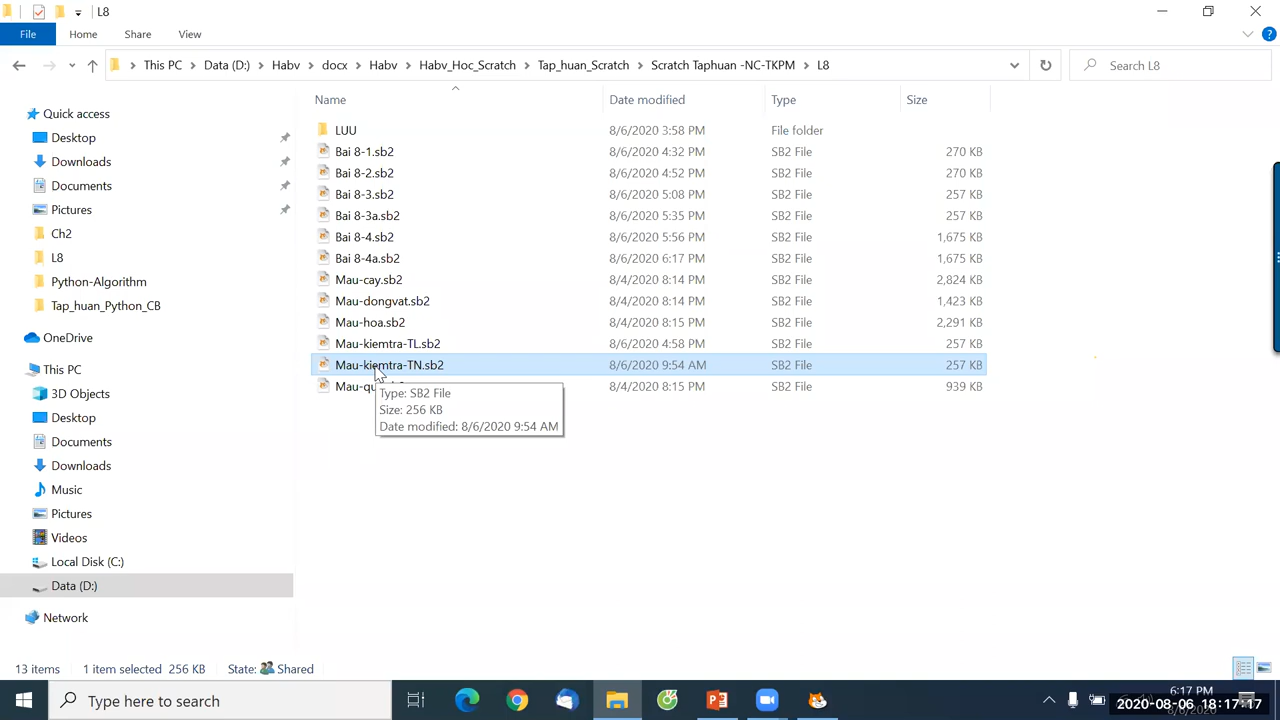 L8
File Home Share View
This PC Data (D:) Habv docx Habv Habv_Hoc_Scratch Tap_huan_Scratch Scratch Taphuan -NC-TKPM L8 Search L8
Name Date modified Type Size
Quick access
Desktop
Downloads
Documents
Pictures
Ch2
L8
Python-Algorithm
Tap_huan_Python_CB
OneDrive
This PC
3D Objects
Desktop
Documents
Downloads
Music
Pictures
Videos
Local Disk (C:)
Data (D:)
Network
LUU 8/6/2020 3:58 PM File folder
Bai 8-1.sb2 8/6/2020 4:32 PM SB2 File 270 KB
Bai 8-2.sb2 8/6/2020 4:52 PM SB2 File 270 KB
Bai 8-3.sb2 8/6/2020 5:08 PM SB2 File 257 KB
Bai 8-3a.sb2 8/6/2020 5:35 PM SB2 File 257 KB
Bai 8-4.sb2 8/6/2020 5:56 PM SB2 File 1,675 KB
Bai 8-4a.sb2 8/6/2020 6:17 PM SB2 File 1,675 KB
Mau-cay.sb2 8/4/2020 8:14 PM SB2 File 2,824 KB
Mau-dongvat.sb2 8/4/2020 8:14 PM SB2 File 1,423 KB
Mau-hoa.sb2 8/4/2020 8:15 PM SB2 File 2,291 KB
Mau-kiemtra-TL.sb2 8/6/2020 4:58 PM SB2 File 257 KB
Mau-kiemtra-TN.sb2 8/6/2020 9:54 AM SB2 File 257 KB
8/4/2020 8:15 PM SB2 File 939 KB
Type: SB2 File
Size: 256 KB
Date modified: 8/6/2020 9:54 AM
13 items 1 item selected 256 KB State: Shared
Type here to search
6:17 PM
2020-08-06 18:17:17